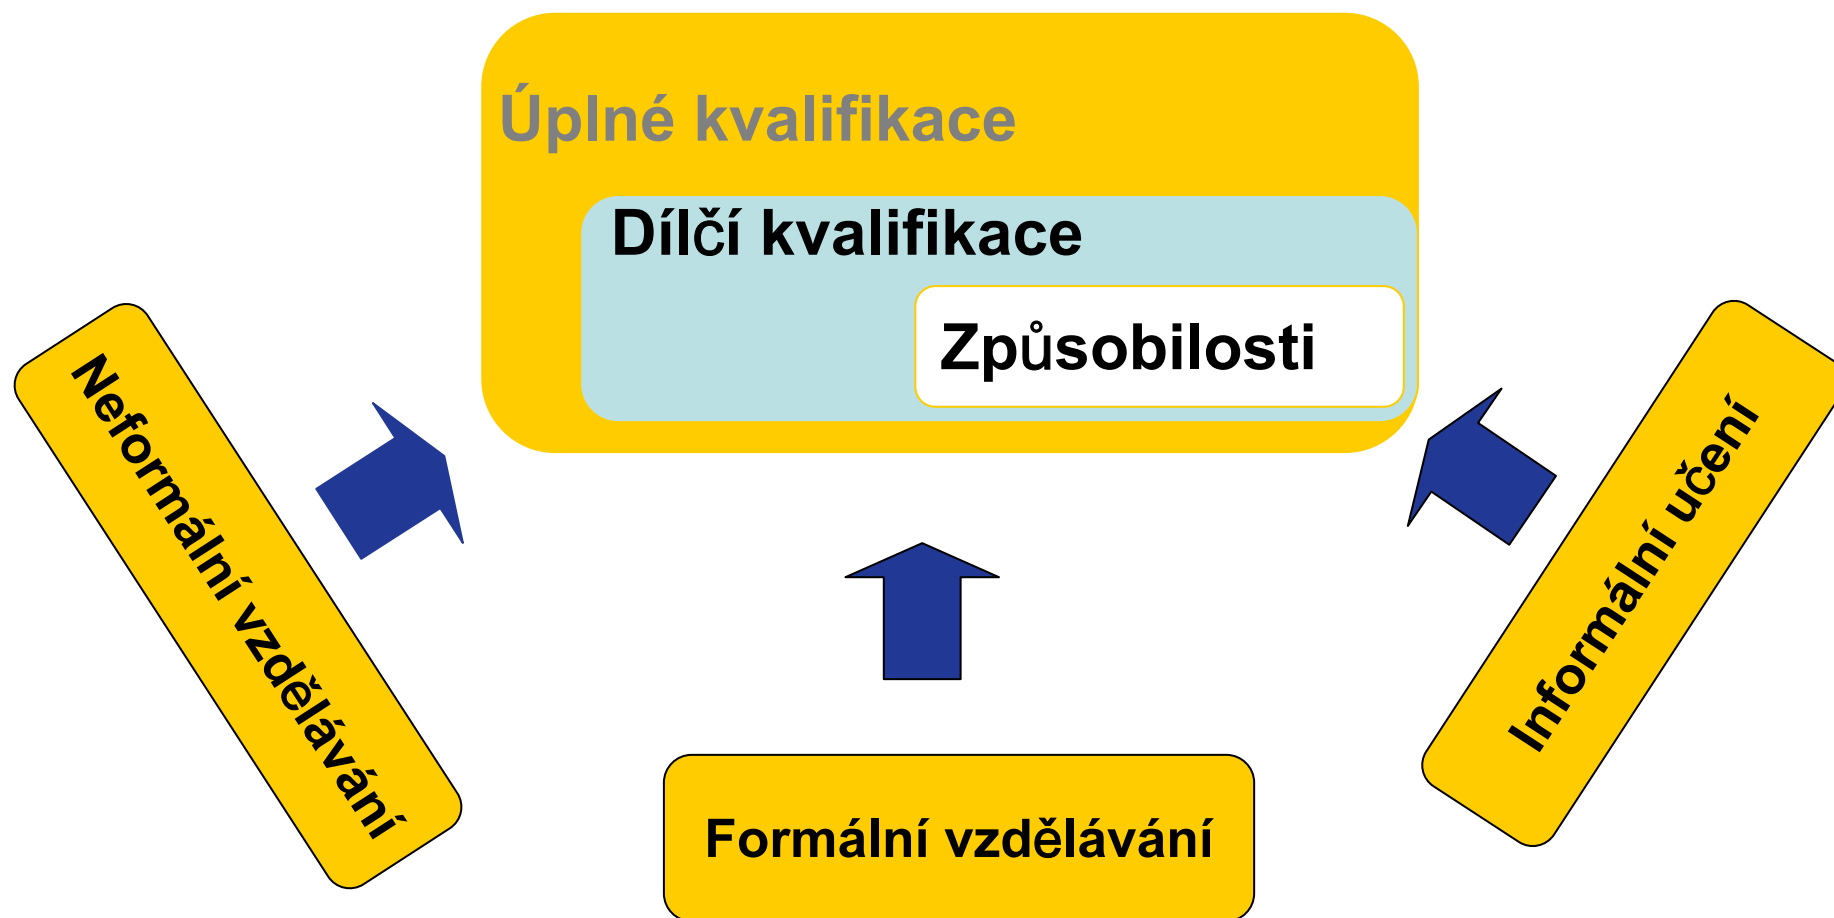 Úplné kvalifikace
Dílčí kvalifikace
Způsobilosti
Neformální vzdělávání
Informální učení
Formální vzdělávání